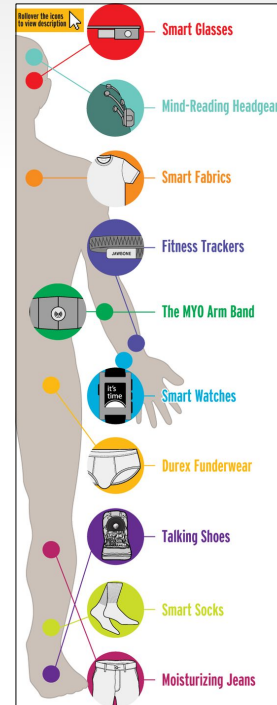 Rollover the icons
to view description
Smart Glasses
Mind-Reading Headgear
Smart Fabrics
Fitness Trackers
JAWBONE
The MYO Arm Band
it's
time
Smart Watches
Durex Funderwear
Talking Shoes
Smart Socks
Moisturizing Jeans